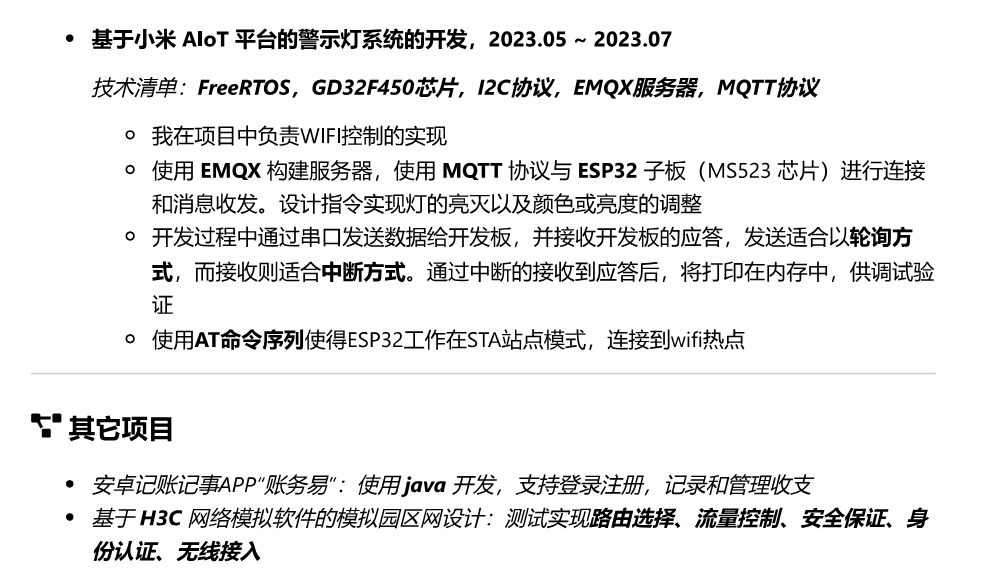 基于小米 AIoT 平台的警示灯系统的开发，2023.05 ~ 2023.07
技术清单：FreeRTOS，GD32F450芯片，I2C协议，EMQX服务器，MQTT协议
我在项目中负责WIFI控制的实现
使用 EMQX 构建服务器，使用 MQTT 协议与 ESP32 子板（MS523 芯片）进行连接
和消息收发。设计指令实现灯的亮灭以及颜色或亮度的调整
开发过程中通过串口发送数据给开发板，并接收开发板的应答，发送适合以轮询方
式，而接收则适合中断方式。通过中断的接收到应答后，将打印在内存中，供调试验
证
使用AT命令序列使得ESP32工作在STA站点模式，连接到wifi热点
其它项目
安卓记账记事APP“账务易”：使用 java 开发，支持登录注册，记录和管理收支
基于 H3C 网络模拟软件的模拟园区网设计：测试实现路由选择、流量控制、安全保证、身
份认证、无线接入